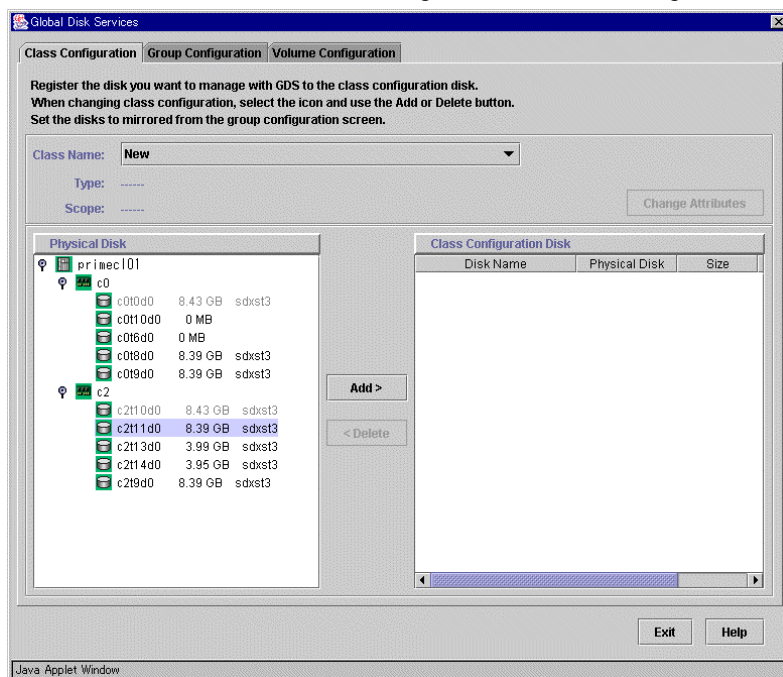 Global Disk Services
Class Configuration Group Configuration Volume Configuration
Register the disk you want to manage with GDS to the class configuration disk.
When changing class configuration, select the icon and use the Add or Delete button.
Set the disks to mirrored from the group configuration screen.
Class Name: New
Type: ------
Scope: ------
Change Attributes
Physical Disk
primecl01
c0
c0t0d0 8.43 GB sdxst3
c0t10d0 0 MB
c0t6d0 0 MB
c0t8d0 8.39 GB sdxst3
c0t9d0 8.39 GB sdxst3
c2
c2t10d0 8.43 GB sdxst3
c2t11d0 8.39 GB sdxst3
c2t13d0 3.99 GB sdxst3
c2t14d0 3.95 GB sdxst3
c2t9d0 8.39 GB sdxst3
Add >
< Delete
Class Configuration Disk
Disk Name Physical Disk Size
Exit Help
Java Applet Window